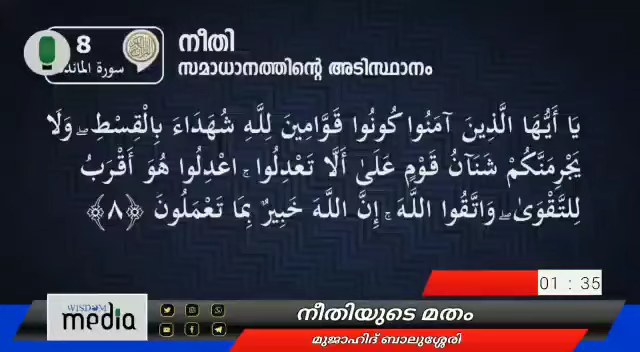 8
سورة المائدة
നീതി
സമാധാനത്തിന്റെ അടിസ്ഥാനം
يَا أَيُّهَا الَّذِينَ آمَنُوا كُونُوا قَوَّامِينَ لِلَّهِ شُهَدَاءَ بِالْقِسْطِ ۖ وَلَا
يَجْرِمَنَّكُمْ شَنَآنُ قَوْمٍ عَلَىٰ أَلَّا تَعْدِلُوا ۚ اعْدِلُوا هُوَ أَقْرَبُ
لِلتَّقْوَىٰ ۖ وَاتَّقُوا اللَّهَ ۚ إِنَّ اللَّهَ خَبِيرٌ بِمَا تَعْمَلُونَ ﴿٨﴾
01 : 35
WISDOM
media
നീതിയുടെ മതം
മുജാഹിദ് ബാലുശ്ശേരി